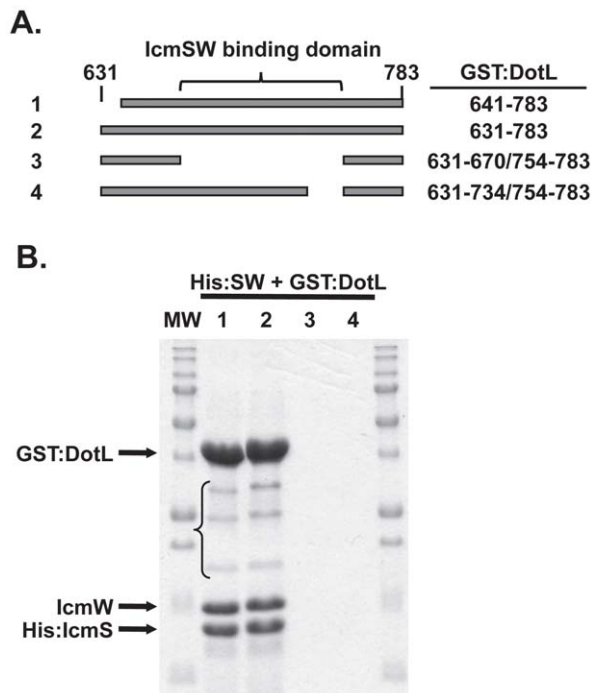 A.
IcmSW binding domain
631 783 GST:DotL
1 641-783
2 631-783
3 631-670/754-783
4 631-734/754-783
B.
His:SW + GST:DotL
MW 1 2 3 4
GST:DotL
IcmW
His:IcmS